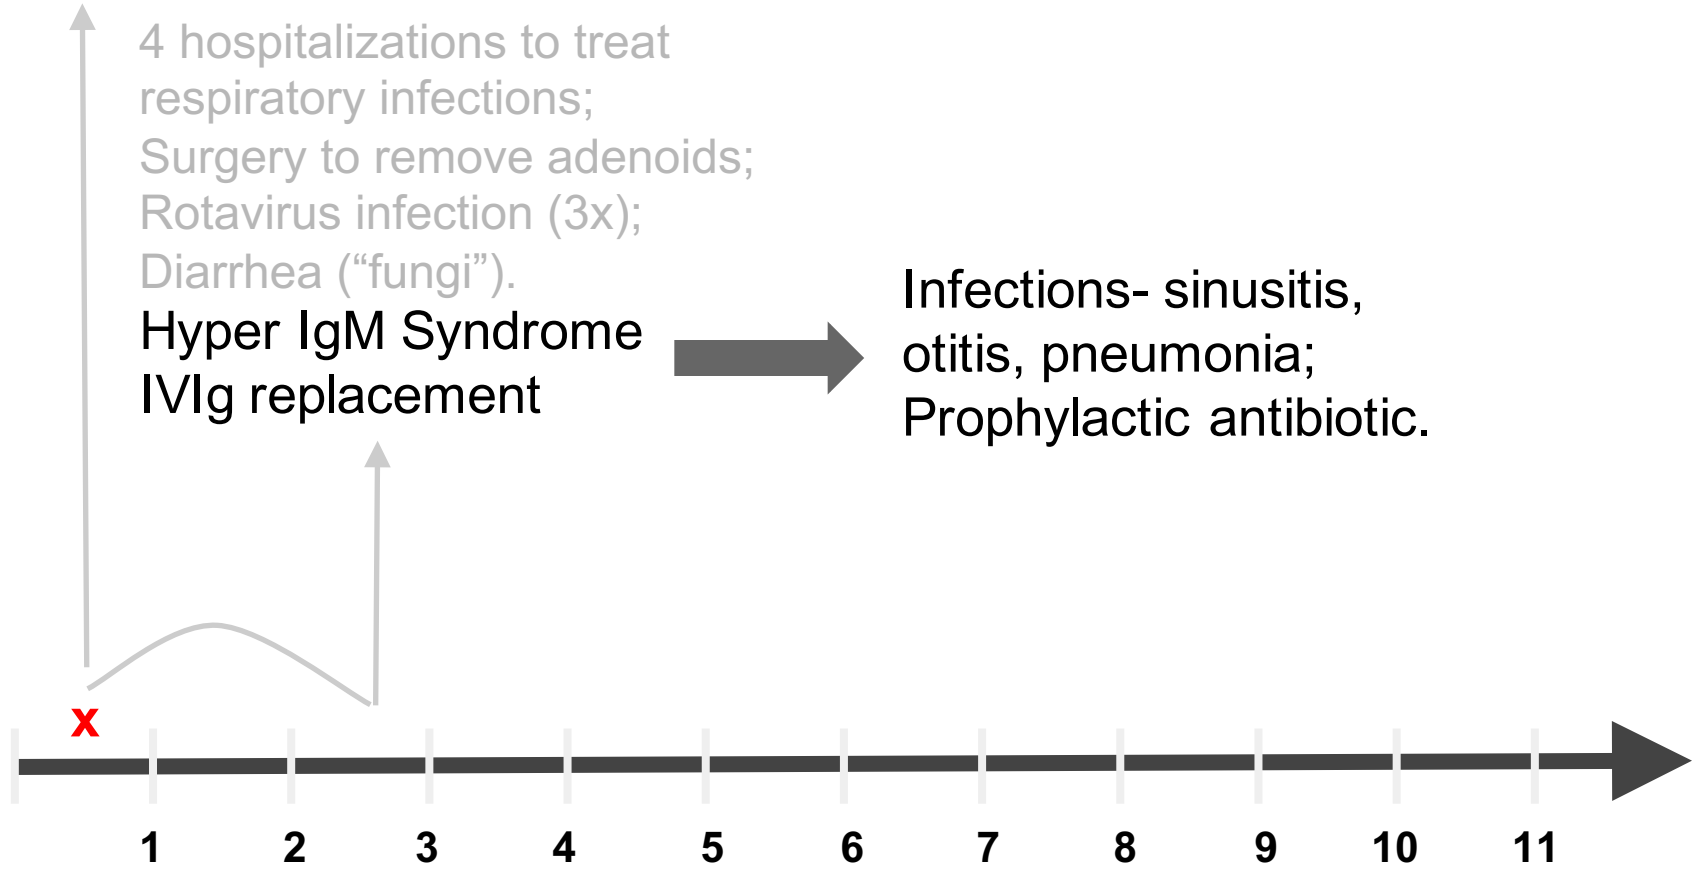 4 hospitalizations to treat
respiratory infections;
Surgery to remove adenoids;
Rotavirus infection (3x);
Diarrhea (“fungi”).
Hyper IgM Syndrome
IVIg replacement
Infections- sinusitis,
otitis, pneumonia;
Prophylactic antibiotic.
x
1 2 3 4 5 6 7 8 9 10 11